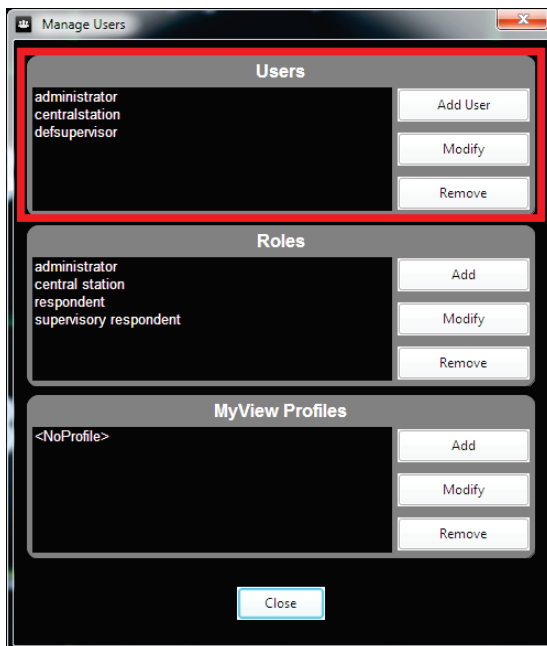 Manage Users
Users
administrator
centralstation
defsupervisor
Add User
Modify
Remove
Roles
administrator
central station
respondent
supervisory respondent
Add
Modify
Remove
MyView Profiles
<NoProfile>
Add
Modify
Remove
Close